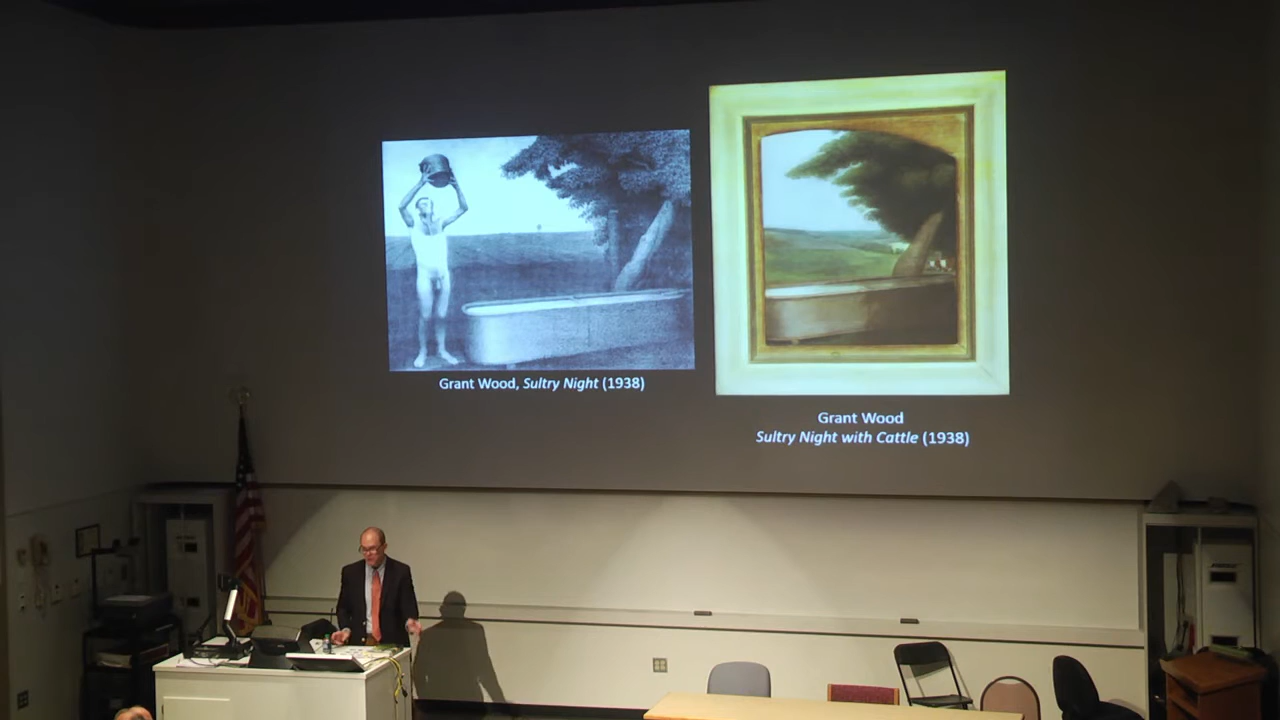 Grant Wood, Sultry Night (1938)
Grant Wood
Sultry Night with Cattle (1938)